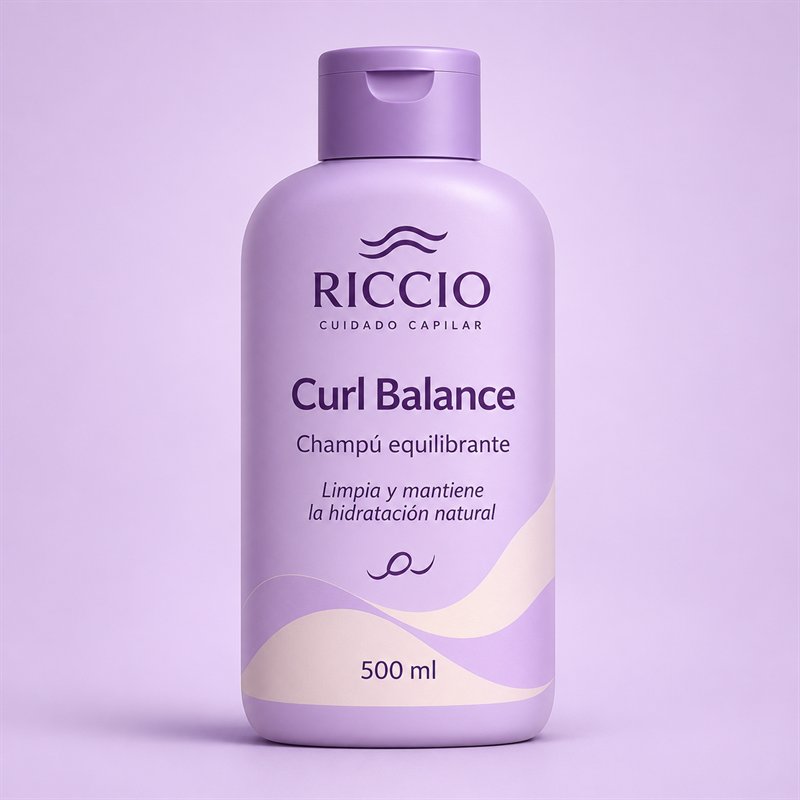 RICCIO
CUIDADO CAPILAR
Curl Balance
Champú equilibrante
Limpia y mantiene
la hidratación natural
500 ml